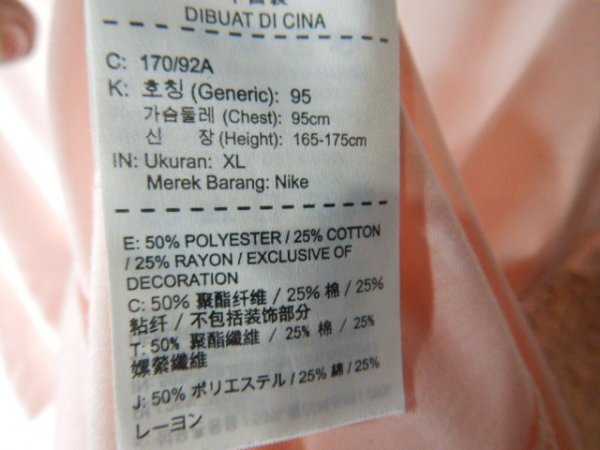 DIBUAT DI CINA
C: 170/92A
K: 호칭 (Generic): 95
가슴둘레 (Chest): 95cm
신 장 (Height): 165-175cm
IN: Ukuran: XL
Merek Barang: Nike
E: 50% POLYESTER / 25% COTTON
/ 25% RAYON / EXCLUSIVE OF
DECORATION
C: 50% 聚酯纤维 / 25% 棉 / 25%
粘纤 / 不包括装饰部分
T: 50% 聚酯纖維 / 25% 棉 / 25%
嫘縈纖維
J: 50% ポリエステル / 25% 綿 / 25%
レーヨン